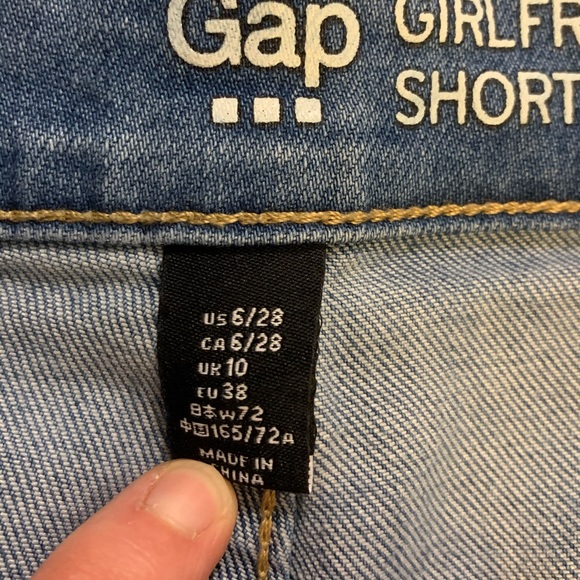 Gap GIRLFR
SHORT
US 6/28
CA 6/28
UK 10
EU 38
日本 W72
中国 165/72A
MADE IN
CHINA